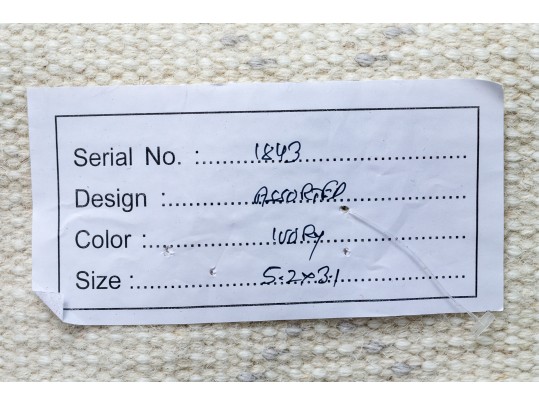 Serial No. : 1843
Design : ASSORTED
Color : IVORY
Size : 5.2x3.1